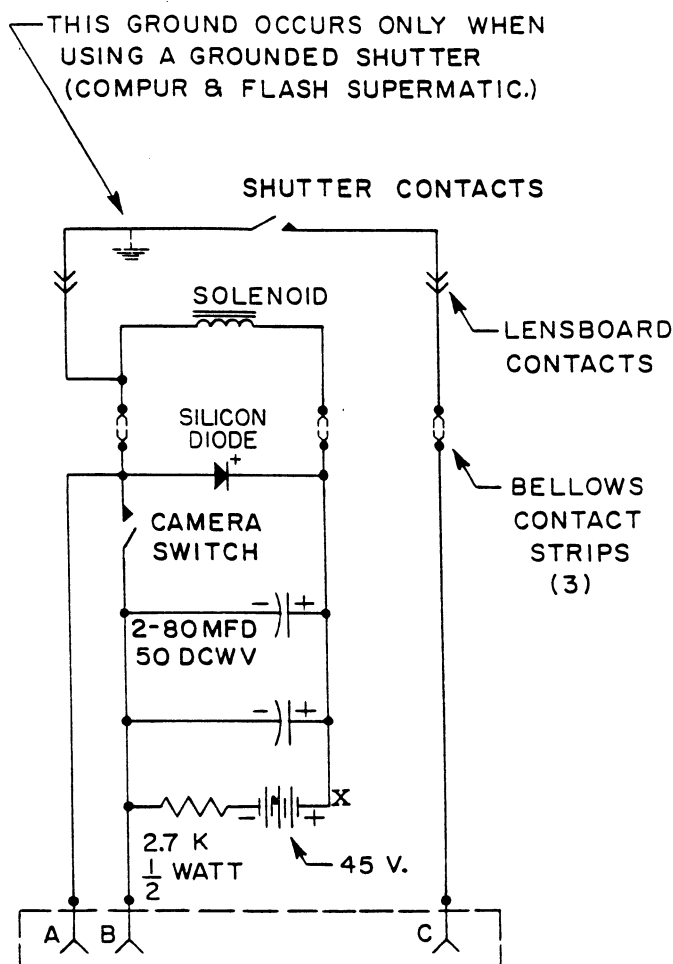 THIS GROUND OCCURS ONLY WHEN
USING A GROUNDED SHUTTER
(COMPUR & FLASH SUPERMATIC.)
SHUTTER CONTACTS
SOLENOID
LENSBOARD
CONTACTS
SILICON
DIODE
+
BELLOWS
CONTACT
STRIPS
(3)
CAMERA
SWITCH
- +
2-80 MFD
50 DCWV
- +
X
- +
2.7 K
1/2 WATT
45 V.
A B C